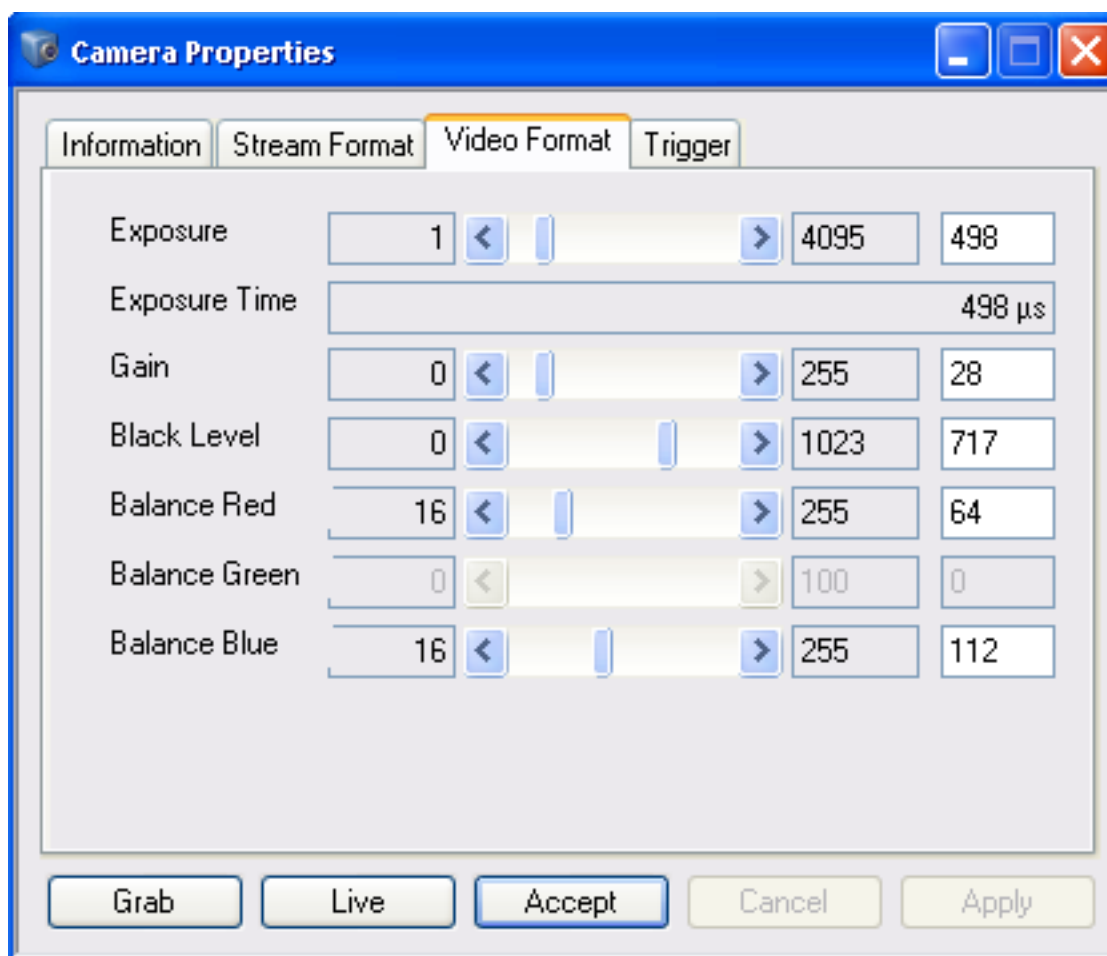 Camera Properties
Information Stream Format Video Format Trigger
Exposure 1 4095 498
Exposure Time 498 µs
Gain 0 255 28
Black Level 0 1023 717
Balance Red 16 255 64
Balance Green 0 100 0
Balance Blue 16 255 112
Grab Live Accept Cancel Apply